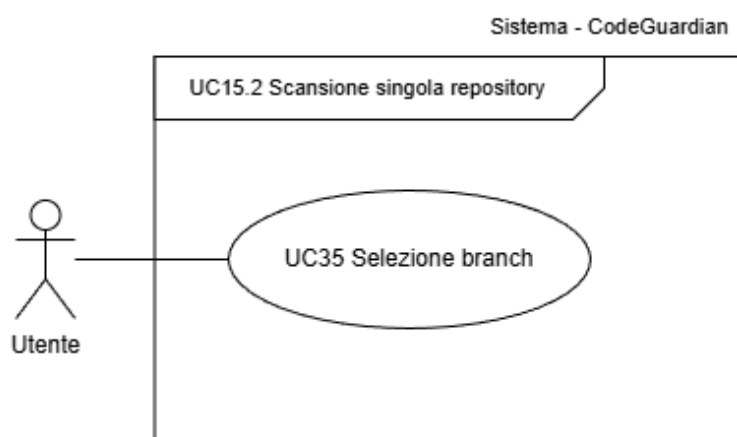 Sistema - CodeGuardian
UC15.2 Scansione singola repository
UC35 Selezione branch
Utente